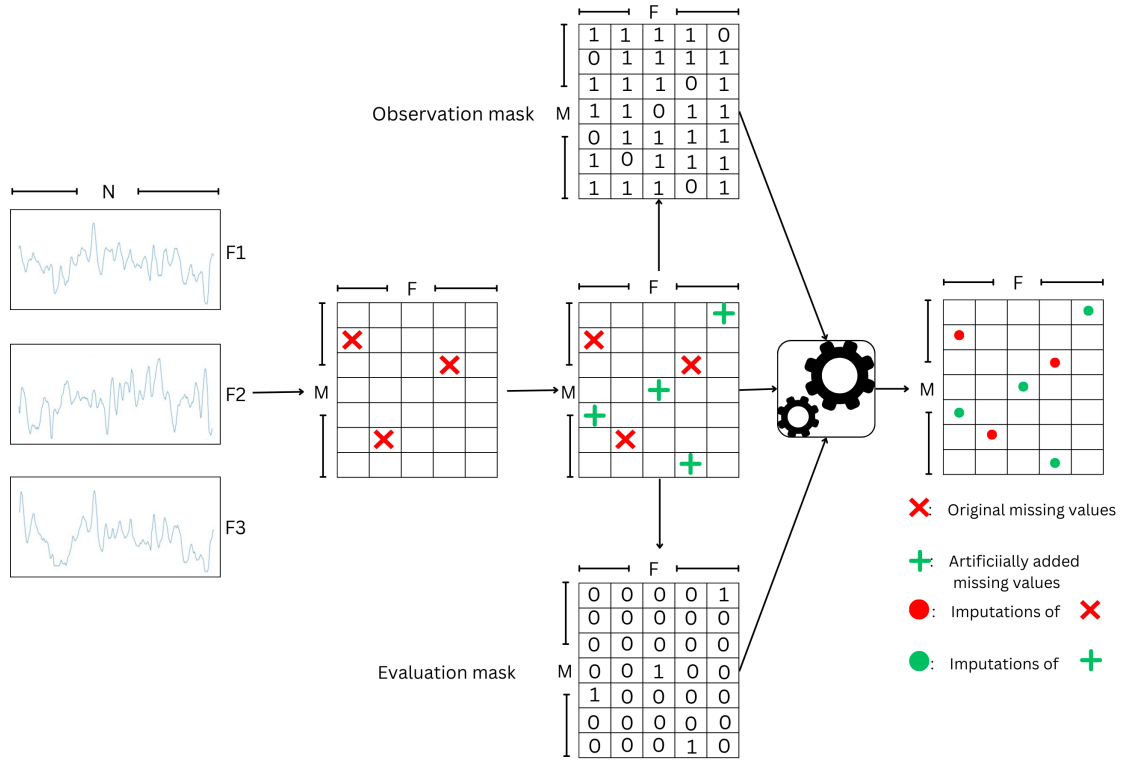 F
1 1 1 1 0
0 1 1 1 1
1 1 1 0 1
Observation mask M 1 1 0 1 1
0 1 1 1 1
1 0 1 1 1
1 1 1 0 1
N
F1
F2
F3
F
M
F
M
F
M
F
0 0 0 0 1
0 0 0 0 0
0 0 0 0 0
Evaluation mask M 0 0 1 0 0
1 0 0 0 0
0 0 0 0 0
0 0 0 1 0
: Original missing values
: Artificiially added
missing values
: Imputations of
: Imputations of